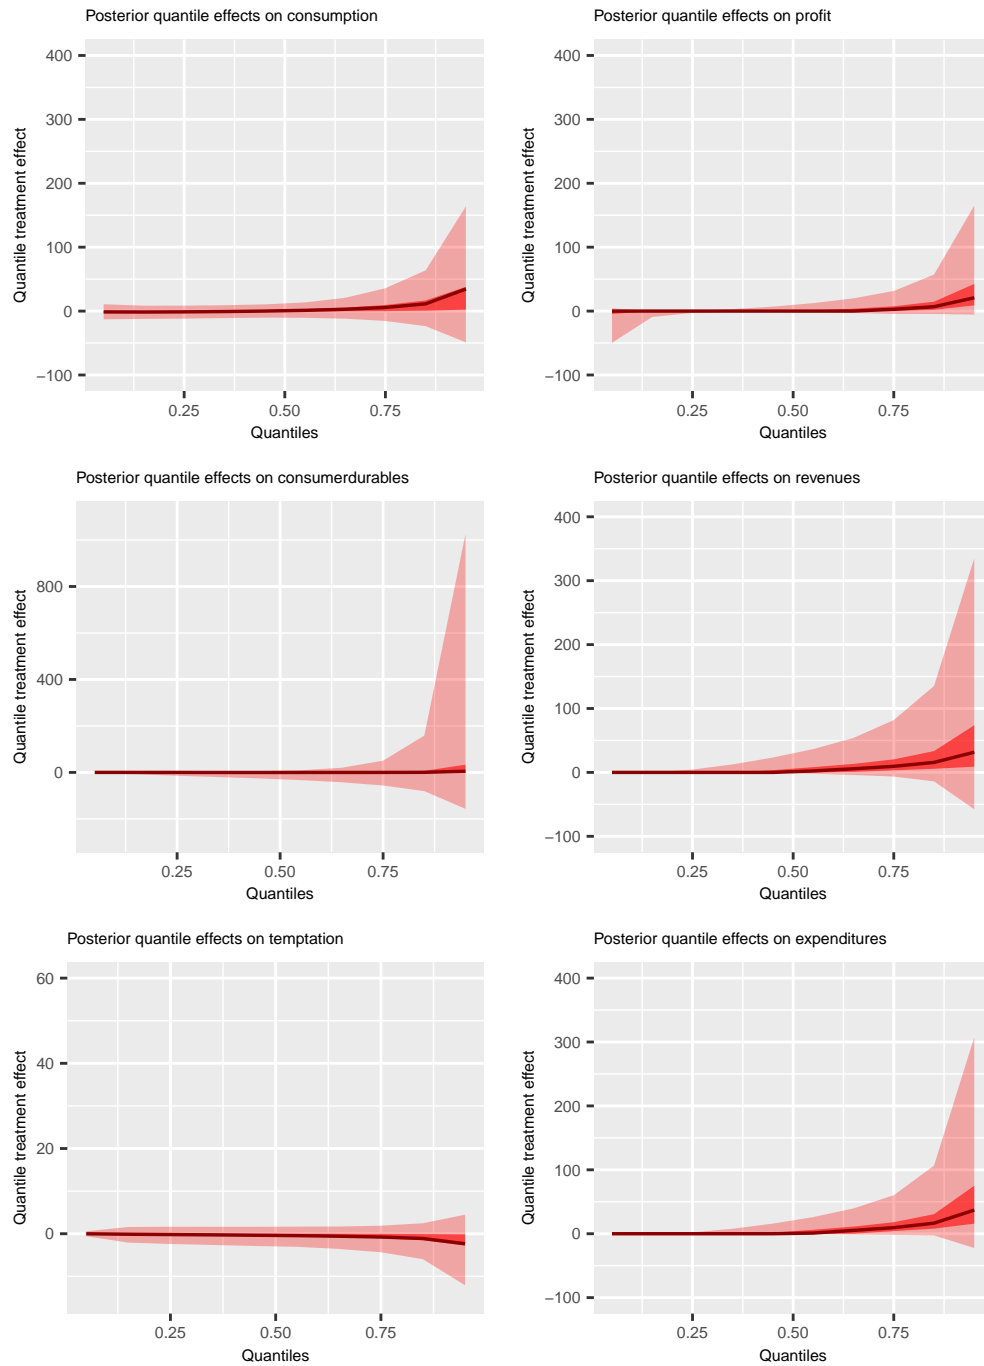 Posterior quantile effects on consumption
400
300
200
100
0
−100
Quantile treatment effect
0.25
0.50
0.75
Quantiles
Posterior quantile effects on profit
400
300
200
100
0
−100
Quantile treatment effect
0.25
0.50
0.75
Quantiles
Posterior quantile effects on consumerdurables
800
400
0
Quantile treatment effect
0.25
0.50
0.75
Quantiles
Posterior quantile effects on revenues
400
300
200
100
0
−100
Quantile treatment effect
0.25
0.50
0.75
Quantiles
Posterior quantile effects on temptation
60
40
20
0
Quantile treatment effect
0.25
0.50
0.75
Quantiles
Posterior quantile effects on expenditures
400
300
200
100
0
−100
Quantile treatment effect
0.25
0.50
0.75
Quantiles